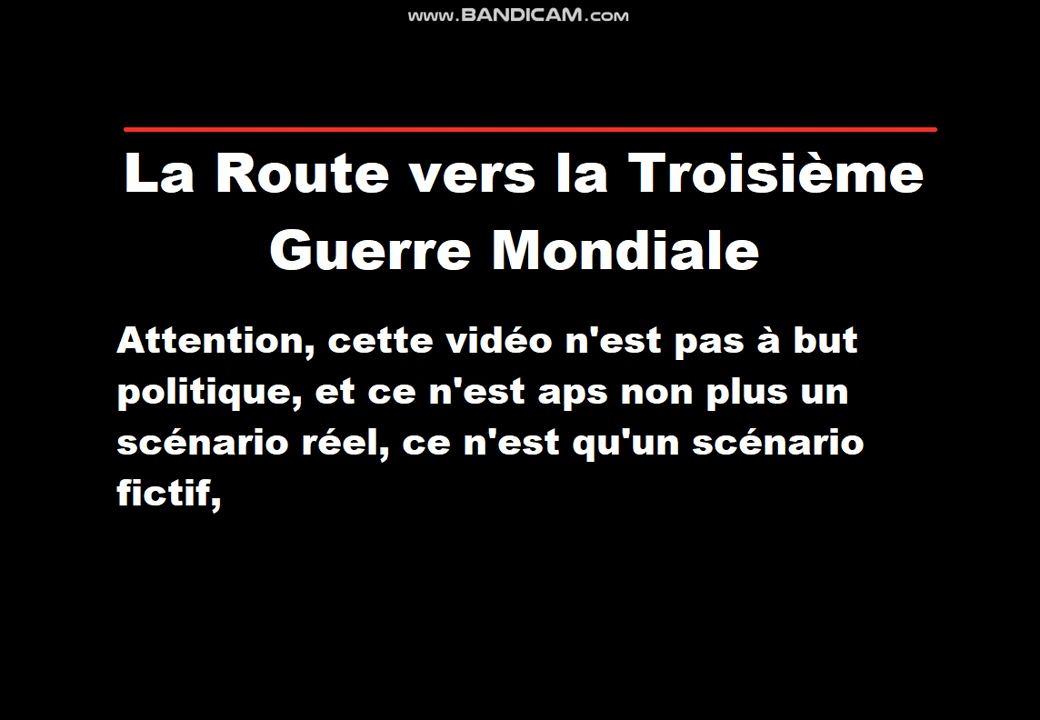 www.BANDICAM.com
La Route vers la Troisième
Guerre Mondiale
Attention, cette vidéo n'est pas à but
politique, et ce n'est aps non plus un
scénario réel, ce n'est qu'un scénario
fictif,